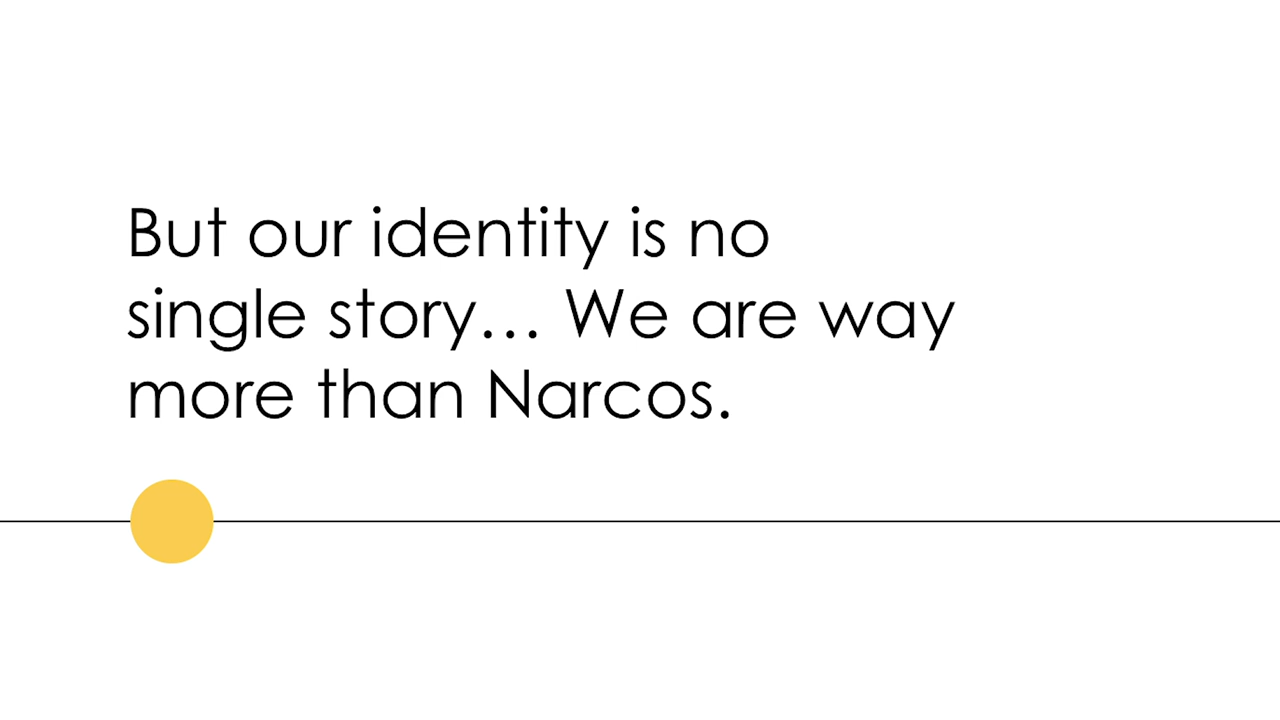 But our identity is no
single story… We are way
more than Narcos.